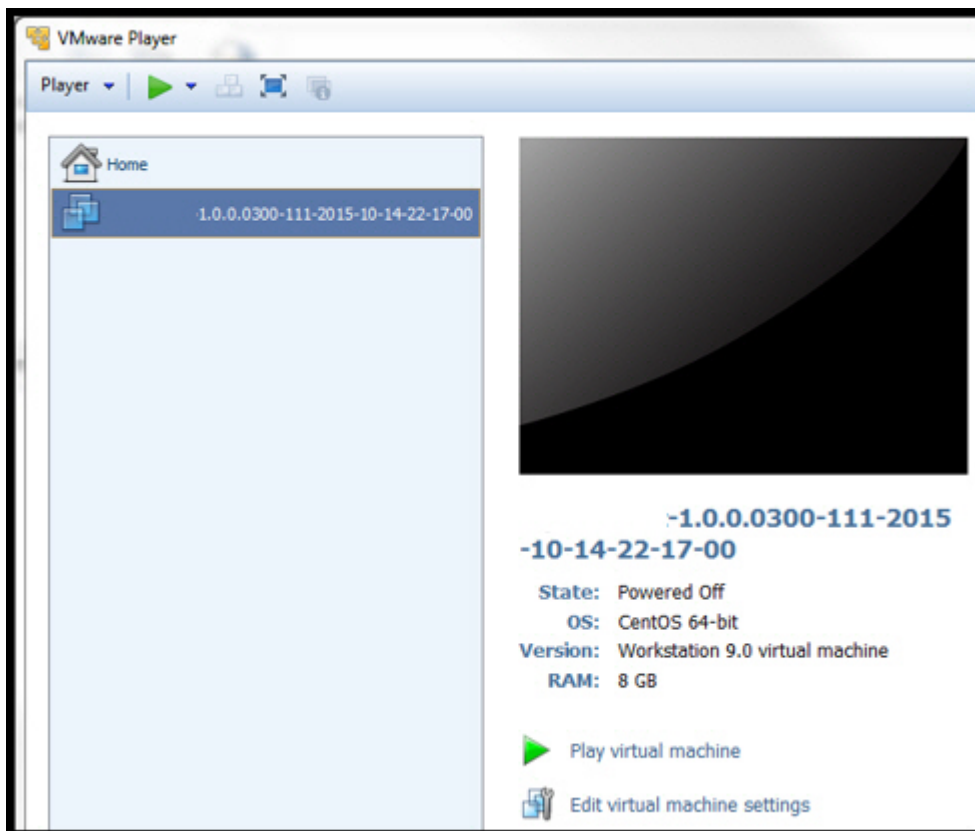 VMware Player
Player
Home
-1.0.0.0300-111-2015-10-14-22-17-00
-1.0.0.0300-111-2015
-10-14-22-17-00
State: Powered Off
OS: CentOS 64-bit
Version: Workstation 9.0 virtual machine
RAM: 8 GB
Play virtual machine
Edit virtual machine settings